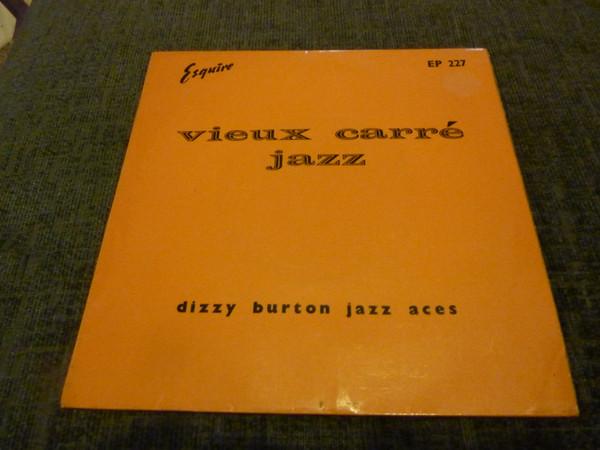 Esquire
EP 227
vieux carré
jazz
dizzy burton jazz aces